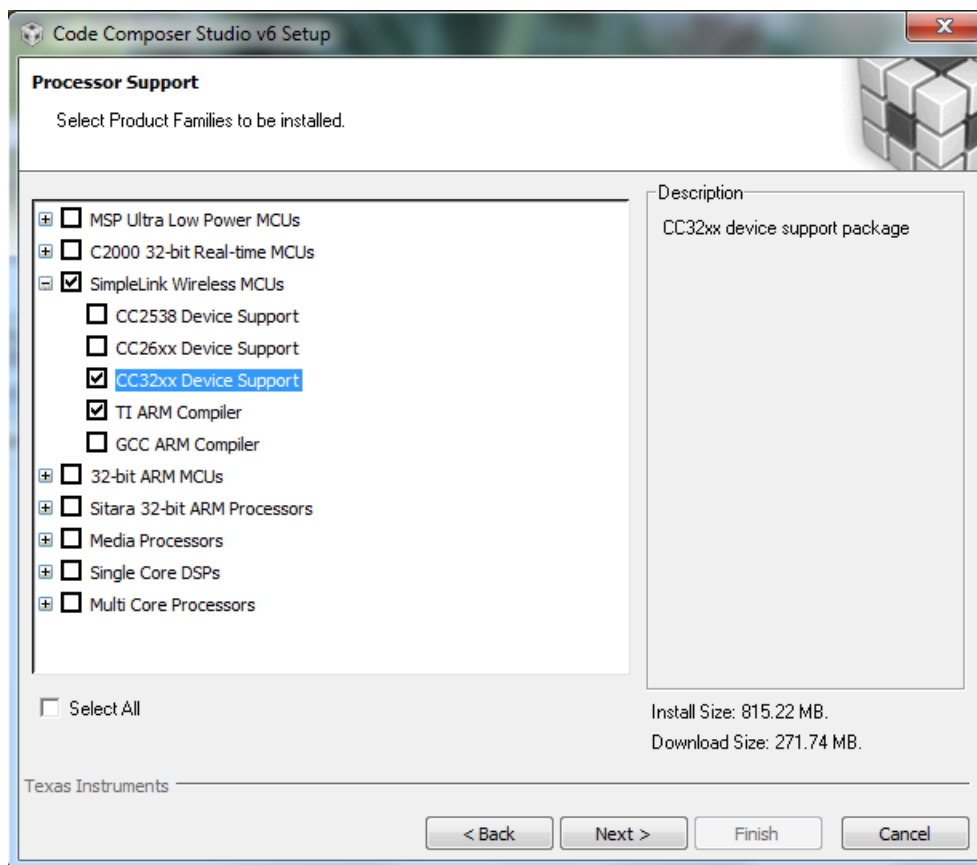 Code Composer Studio v6 Setup
Processor Support
Select Product Families to be installed.
MSP Ultra Low Power MCUs
C2000 32-bit Real-time MCUs
SimpleLink Wireless MCUs
CC2538 Device Support
CC26xx Device Support
CC32xx Device Support
TI ARM Compiler
GCC ARM Compiler
32-bit ARM MCUs
Sitara 32-bit ARM Processors
Media Processors
Single Core DSPs
Multi Core Processors
Select All
Description
CC32xx device support package
Install Size: 815.22 MB.
Download Size: 271.74 MB.
Texas Instruments
< Back Next > Finish Cancel